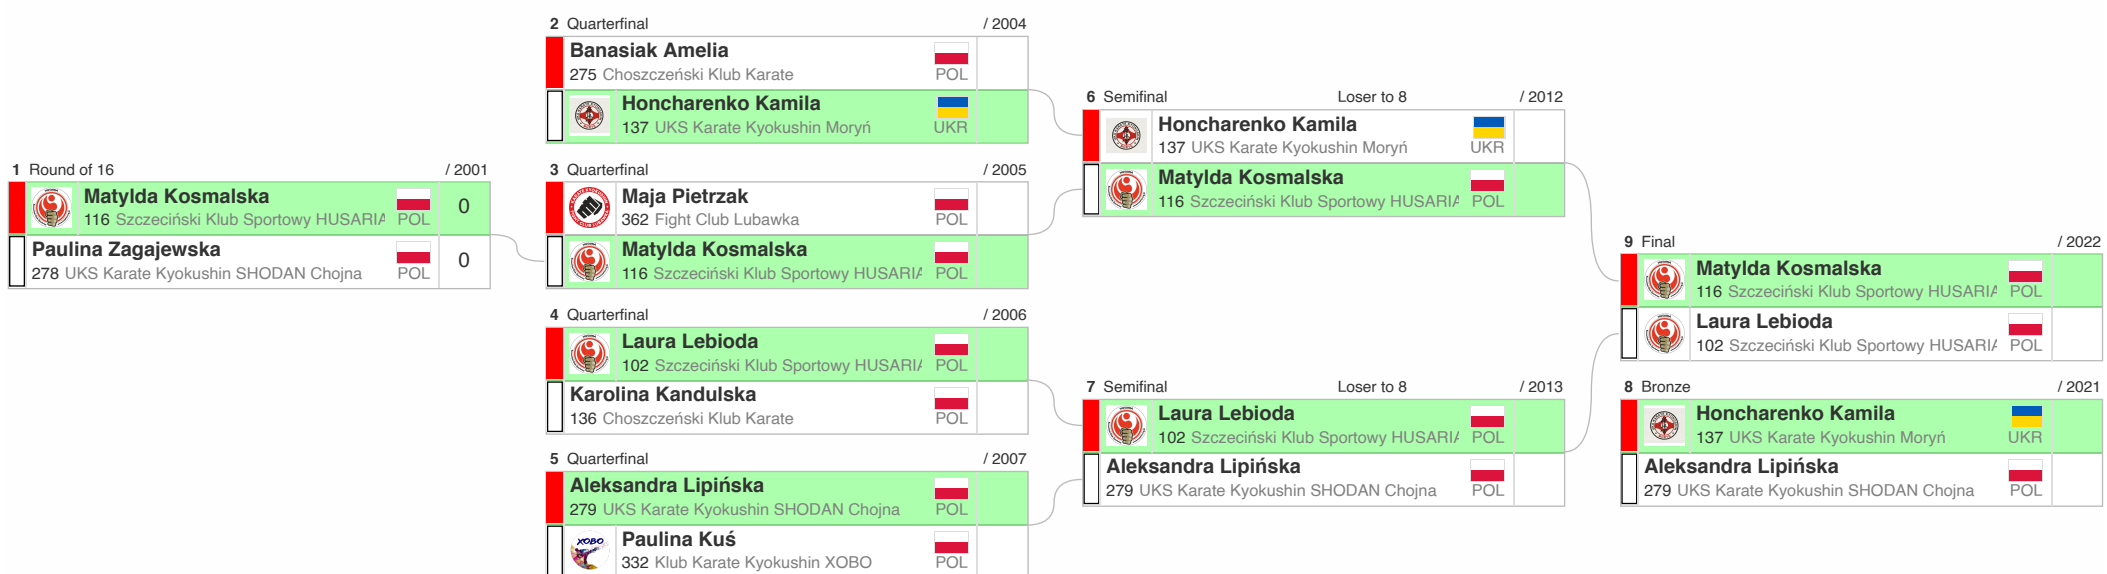 1 Round of 16 / 2001
Matylda Kosmalska
116 Szczeciński Klub Sportowy HUSARIA POL 0
Paulina Zagajewska
278 UKS Karate Kyokushin SHODAN Chojna POL 0
2 Quarterfinal / 2004
Banasiak Amelia
275 Choszczeński Klub Karate POL
Honcharenko Kamila
137 UKS Karate Kyokushin Moryń UKR
3 Quarterfinal / 2005
Maja Pietrzak
362 Fight Club Lubawka POL
Matylda Kosmalska
116 Szczeciński Klub Sportowy HUSARIA POL
4 Quarterfinal / 2006
Laura Lebioda
102 Szczeciński Klub Sportowy HUSARIA POL
Karolina Kandulska
136 Choszczeński Klub Karate POL
5 Quarterfinal / 2007
Aleksandra Lipińska
279 UKS Karate Kyokushin SHODAN Chojna POL
XOBO
Paulina Kuś
332 Klub Karate Kyokushin XOBO POL
6 Semifinal Loser to 8 / 2012
Honcharenko Kamila
137 UKS Karate Kyokushin Moryń UKR
Matylda Kosmalska
116 Szczeciński Klub Sportowy HUSARIA POL
7 Semifinal Loser to 8 / 2013
Laura Lebioda
102 Szczeciński Klub Sportowy HUSARIA POL
Aleksandra Lipińska
279 UKS Karate Kyokushin SHODAN Chojna POL
9 Final / 2022
Matylda Kosmalska
116 Szczeciński Klub Sportowy HUSARIA POL
Laura Lebioda
102 Szczeciński Klub Sportowy HUSARIA POL
8 Bronze / 2021
Honcharenko Kamila
137 UKS Karate Kyokushin Moryń UKR
Aleksandra Lipińska
279 UKS Karate Kyokushin SHODAN Chojna POL